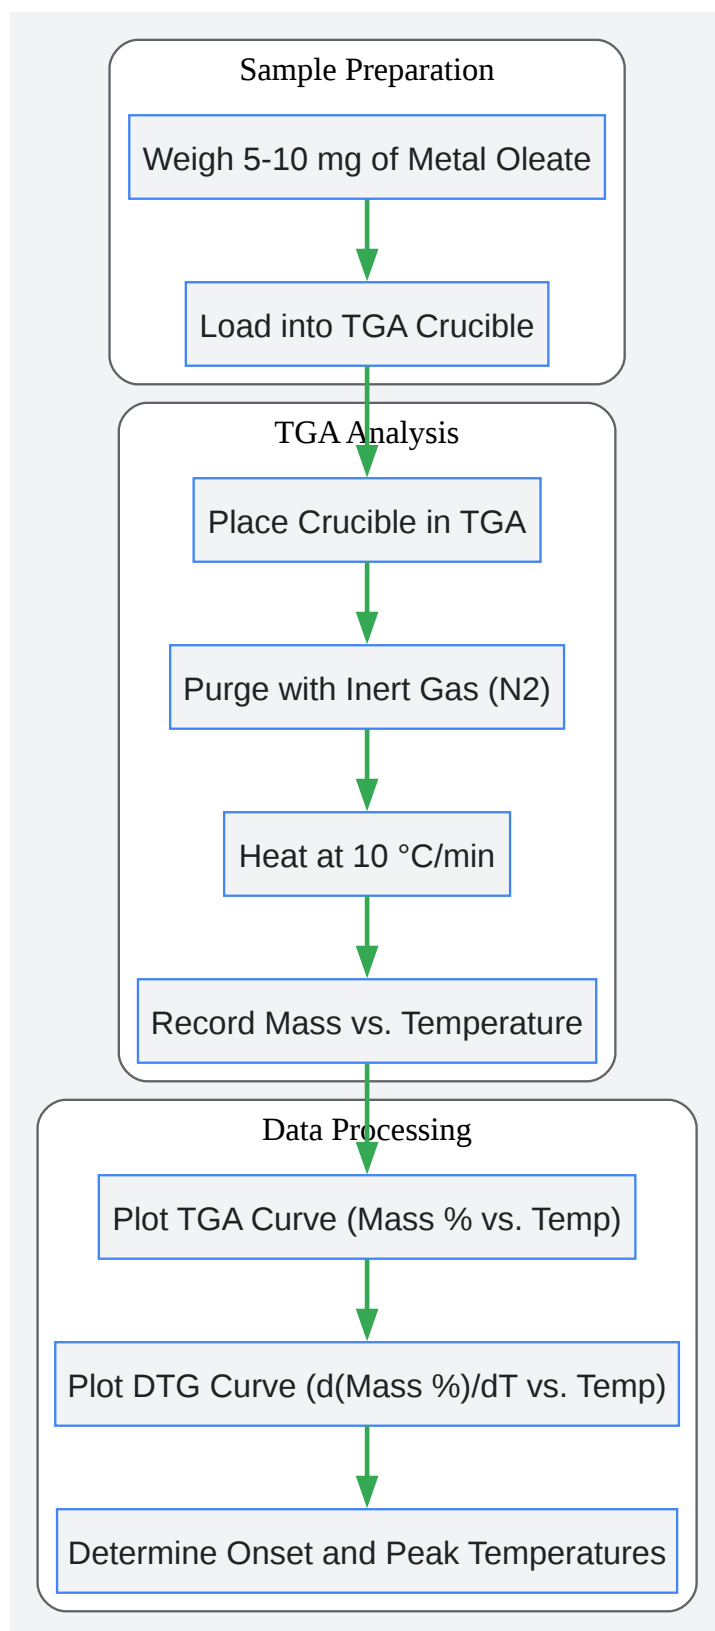 Sample Preparation
Weigh 5-10 mg of Metal Oleate
Load into TGA Crucible
TGA Analysis
Place Crucible in TGA
Purge with Inert Gas (N2)
Heat at 10 °C/min
Record Mass vs. Temperature
Data Processing
Plot TGA Curve (Mass % vs. Temp)
Plot DTG Curve (d(Mass %)/dT vs. Temp)
Determine Onset and Peak Temperatures